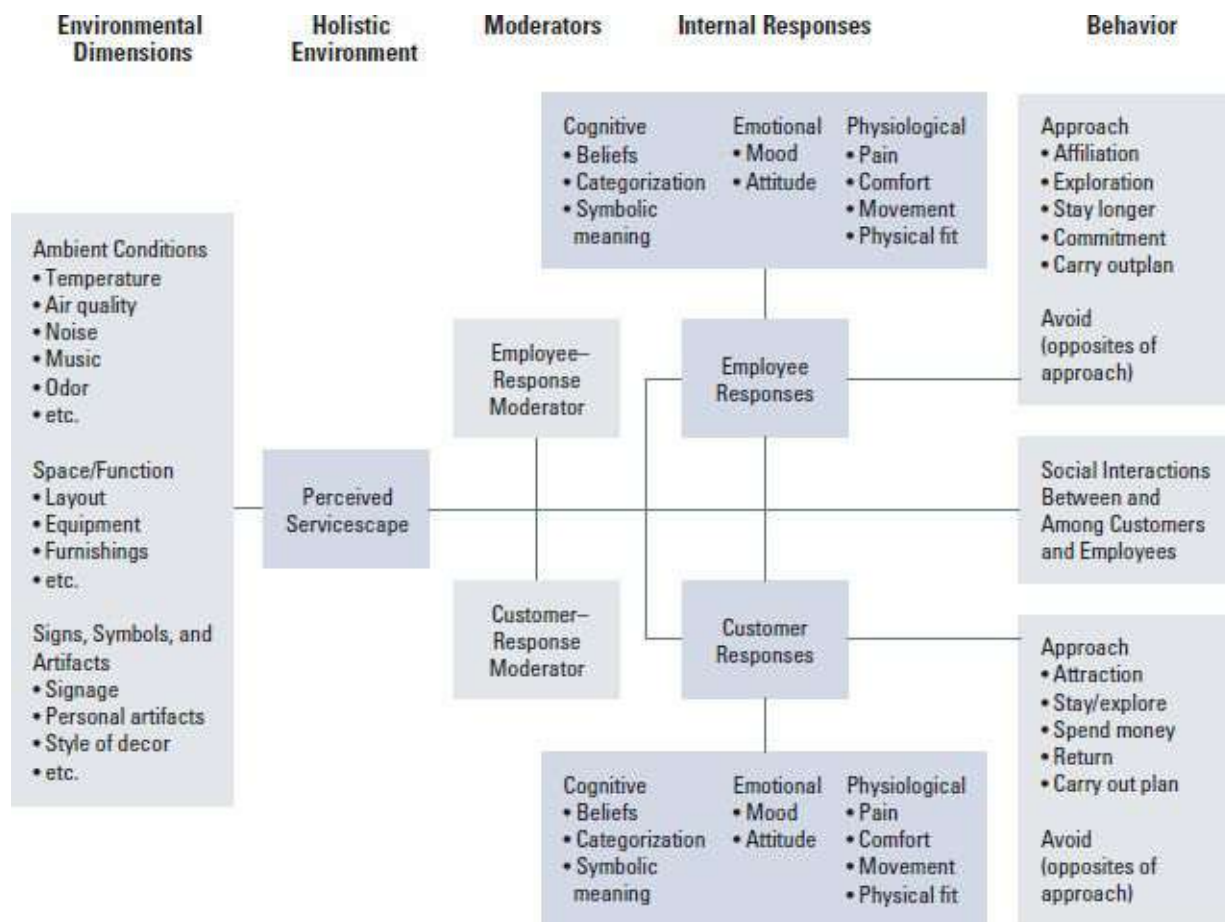 Environmental
Dimensions
Holistic
Environment
Moderators
Internal Responses
Behavior
Ambient Conditions
• Temperature
• Air quality
• Noise
• Music
• Odor
• etc.
Space/Function
• Layout
• Equipment
• Furnishings
• etc.
Signs, Symbols, and
Artifacts
• Signage
• Personal artifacts
• Style of decor
• etc.
Perceived
Servicescape
Employee–
Response
Moderator
Customer–
Response
Moderator
Cognitive
• Beliefs
• Categorization
• Symbolic
meaning
Emotional
• Mood
• Attitude
Physiological
• Pain
• Comfort
• Movement
• Physical fit
Employee
Responses
Customer
Responses
Cognitive
• Beliefs
• Categorization
• Symbolic
meaning
Emotional
• Mood
• Attitude
Physiological
• Pain
• Comfort
• Movement
• Physical fit
Approach
• Affiliation
• Exploration
• Stay longer
• Commitment
• Carry outplan
Avoid
(opposites of
approach)
Social Interactions
Between and
Among Customers
and Employees
Approach
• Attraction
• Stay/explore
• Spend money
• Return
• Carry out plan
Avoid
(opposites of
approach)